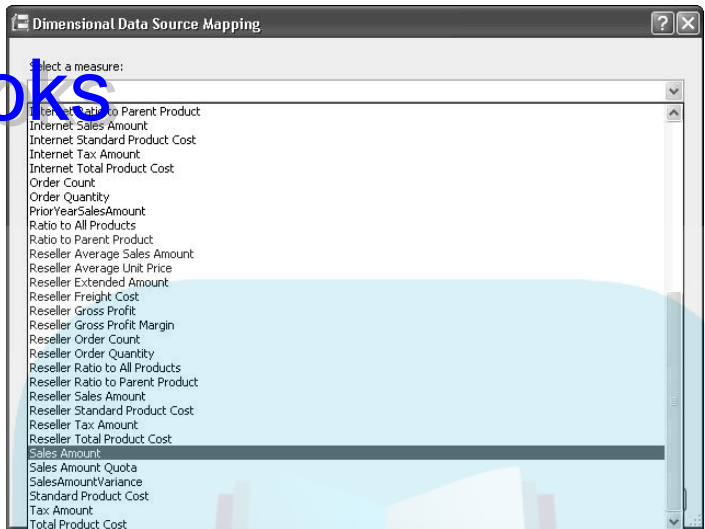 Dimensional Data Source Mapping
Select a measure:
oks
Internet Ratio to Parent Product
Internet Sales Amount
Internet Standard Product Cost
Internet Tax Amount
Internet Total Product Cost
Order Count
Order Quantity
PriorYearSalesAmount
Ratio to All Products
Ratio to Parent Product
Reseller Average Sales Amount
Reseller Average Unit Price
Reseller Extended Amount
Reseller Freight Cost
Reseller Gross Profit
Reseller Gross Profit Margin
Reseller Order Count
Reseller Order Quantity
Reseller Ratio to All Products
Reseller Ratio to Parent Product
Reseller Sales Amount
Reseller Standard Product Cost
Reseller Tax Amount
Reseller Total Product Cost
Sales Amount
Sales Amount Quota
SalesAmountVariance
Standard Product Cost
Tax Amount
Total Product Cost